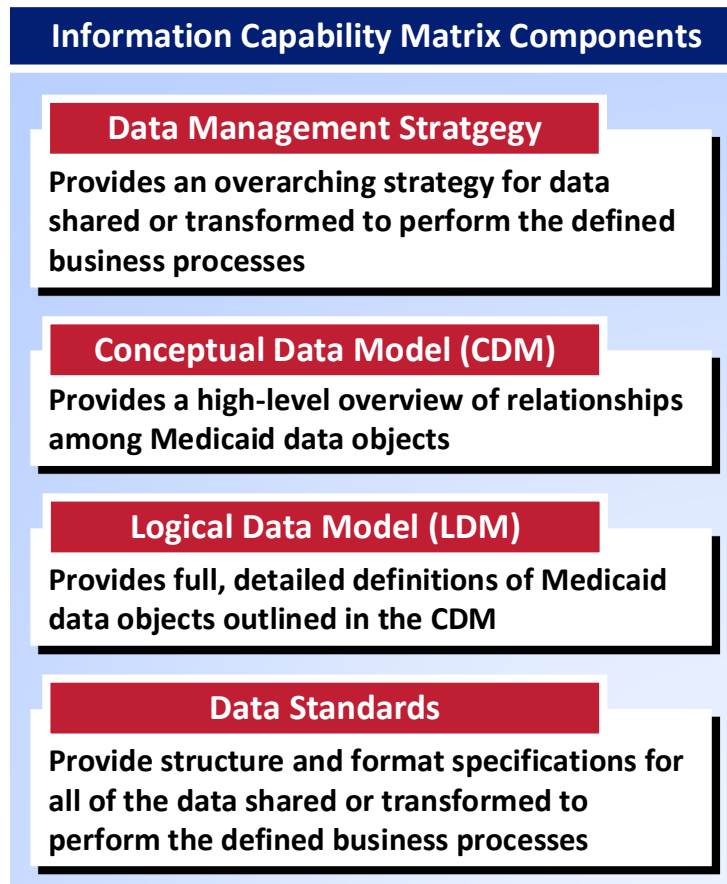 Information Capability Matrix Components
Data Management Stratgegy
Provides an overarching strategy for data
shared or transformed to perform the defined
business processes
Conceptual Data Model (CDM)
Provides a high-level overview of relationships
among Medicaid data objects
Logical Data Model (LDM)
Provides full, detailed definitions of Medicaid
data objects outlined in the CDM
Data Standards
Provide structure and format specifications for
all of the data shared or transformed to
perform the defined business processes